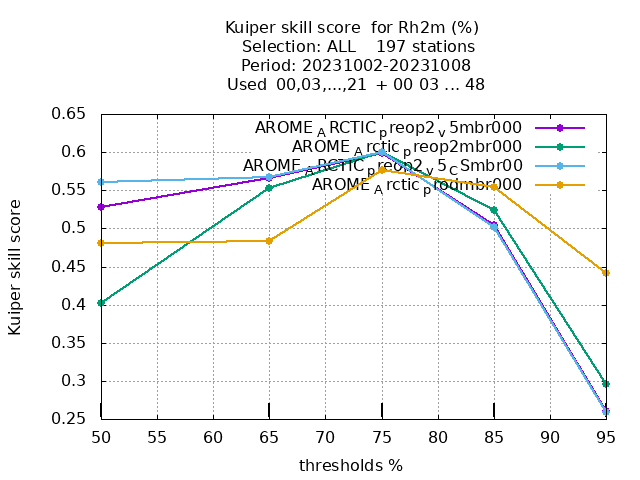 Kuiper skill score  for Rh2m (%)
Selection: ALL    197 stations
Period: 20231002-20231008
Used  00,03,...,21  + 00 03 ... 48
AROME_ARCTIC_preop2_v5mbr000
AROME_Arctic_preop2mbr000
AROME_ARCTIC_preop2_v5_CSmbr00
AROME_Arctic_prodmbr000
0.65
0.6
0.55
0.5
0.45
0.4
0.35
0.3
0.25
Kuiper skill score
50 55 60 65 70 75 80 85 90 95
thresholds %